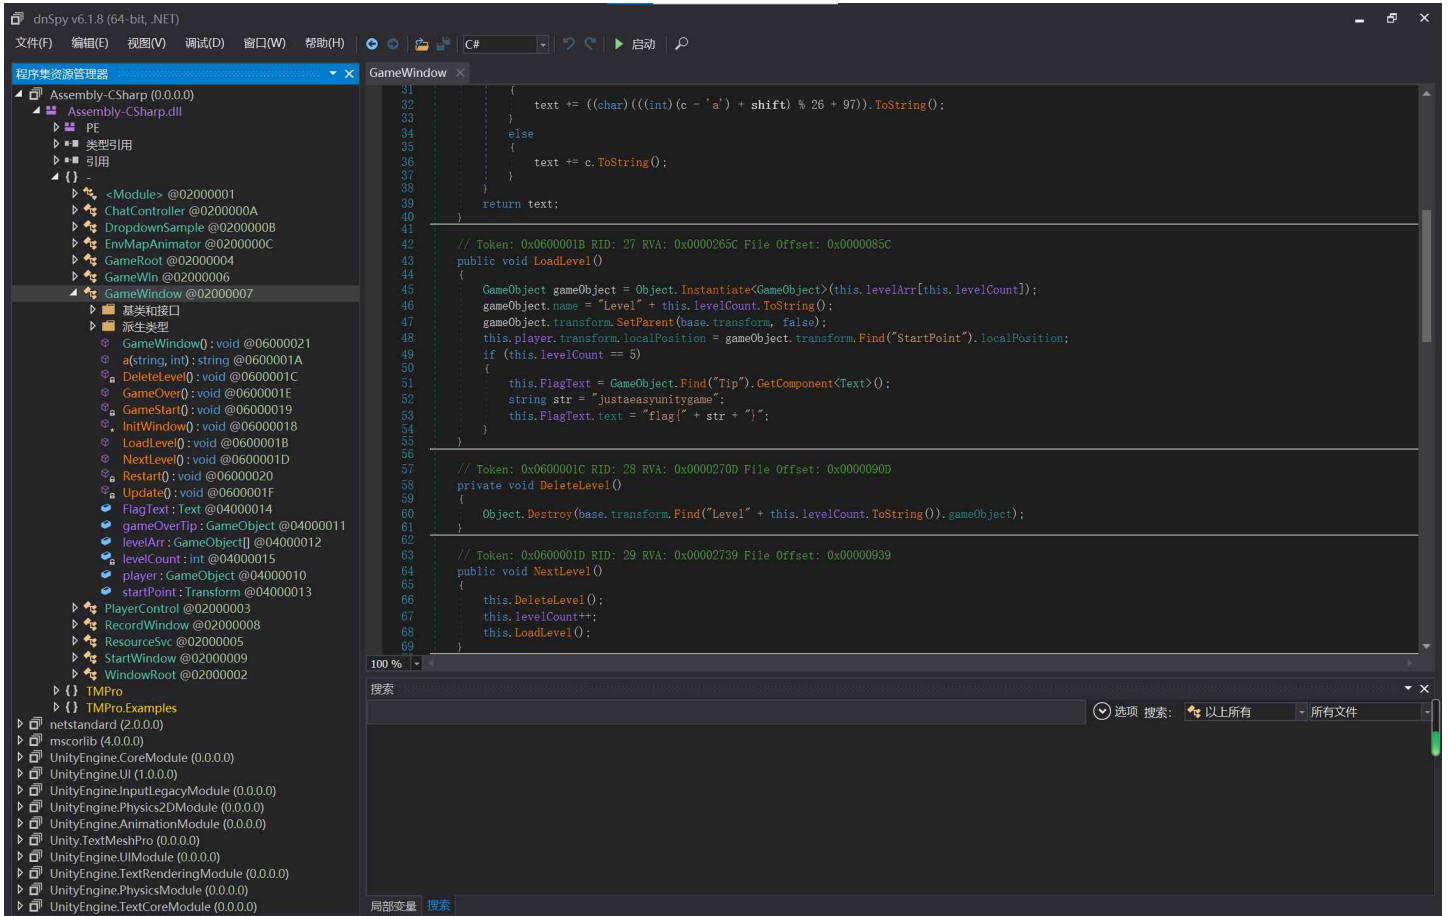 dnSpy v6.1.8 (64-bit, .NET)
文件(F) 编辑(E) 视图(V) 调试(D) 窗口(W) 帮助(H) C# 启动
程序集资源管理器
Assembly-CSharp (0.0.0.0)
Assembly-CSharp.dll
PE
类型引用
引用
{} -
<Module> @02000001
ChatController @0200000A
DropdownSample @0200000B
EnvMapAnimator @0200000C
GameRoot @02000004
GameWIn @02000006
GameWindow @02000007
基类和接口
派生类型
GameWindow() : void @06000021
a(string, int) : string @0600001A
DeleteLevel() : void @0600001C
GameOver() : void @0600001E
GameStart() : void @06000019
InitWindow() : void @06000018
LoadLevel() : void @0600001B
NextLevel() : void @0600001D
Restart() : void @06000020
Update() : void @0600001F
FlagText : Text @04000014
gameOverTip : GameObject @04000011
levelArr : GameObject[] @04000012
levelCount : int @04000015
player : GameObject @04000010
startPoint : Transform @04000013
PlayerControl @02000003
RecordWindow @02000008
ResourceSvc @02000005
StartWindow @02000009
WindowRoot @02000002
{} TMPro
{} TMPro.Examples
netstandard (2.0.0.0)
mscorlib (4.0.0.0)
UnityEngine.CoreModule (0.0.0.0)
UnityEngine.UI (1.0.0.0)
UnityEngine.InputLegacyModule (0.0.0.0)
UnityEngine.Physics2DModule (0.0.0.0)
UnityEngine.AnimationModule (0.0.0.0)
Unity.TextMeshPro (0.0.0.0)
UnityEngine.UIModule (0.0.0.0)
UnityEngine.TextRenderingModule (0.0.0.0)
UnityEngine.PhysicsModule (0.0.0.0)
UnityEngine.TextCoreModule (0.0.0.0)
GameWindow
31 {
32 text += ((char)(((int)(c - 'a') + shift) % 26 + 97)).ToString();
33 }
34 else
35 {
36 text += c.ToString();
37 }
38 }
39 return text;
40 }
41
42 // Token: 0x0600001B RID: 27 RVA: 0x0000265C File Offset: 0x0000085C
43 public void LoadLevel()
44 {
45 GameObject gameObject = Object.Instantiate<GameObject>(this.levelArr[this.levelCount]);
46 gameObject.name = "Level" + this.levelCount.ToString();
47 gameObject.transform.SetParent(base.transform, false);
48 this.player.transform.localPosition = gameObject.transform.Find("StartPoint").localPosition;
49 if (this.levelCount == 5)
50 {
51 this.FlagText = GameObject.Find("Tip").GetComponent<Text>();
52 string str = "justaeasyunitygame";
53 this.FlagText.text = "flag{" + str + "}";
54 }
55 }
56
57 // Token: 0x0600001C RID: 28 RVA: 0x0000270D File Offset: 0x0000090D
58 private void DeleteLevel()
59 {
60 Object.Destroy(base.transform.Find("Level" + this.levelCount.ToString()).gameObject);
61 }
62
63 // Token: 0x0600001D RID: 29 RVA: 0x00002739 File Offset: 0x00000939
64 public void NextLevel()
65 {
66 this.DeleteLevel();
67 this.levelCount++;
68 this.LoadLevel();
69 }
100 %
搜索
选项 搜索: 以上所有 所有文件
局部变量 搜索